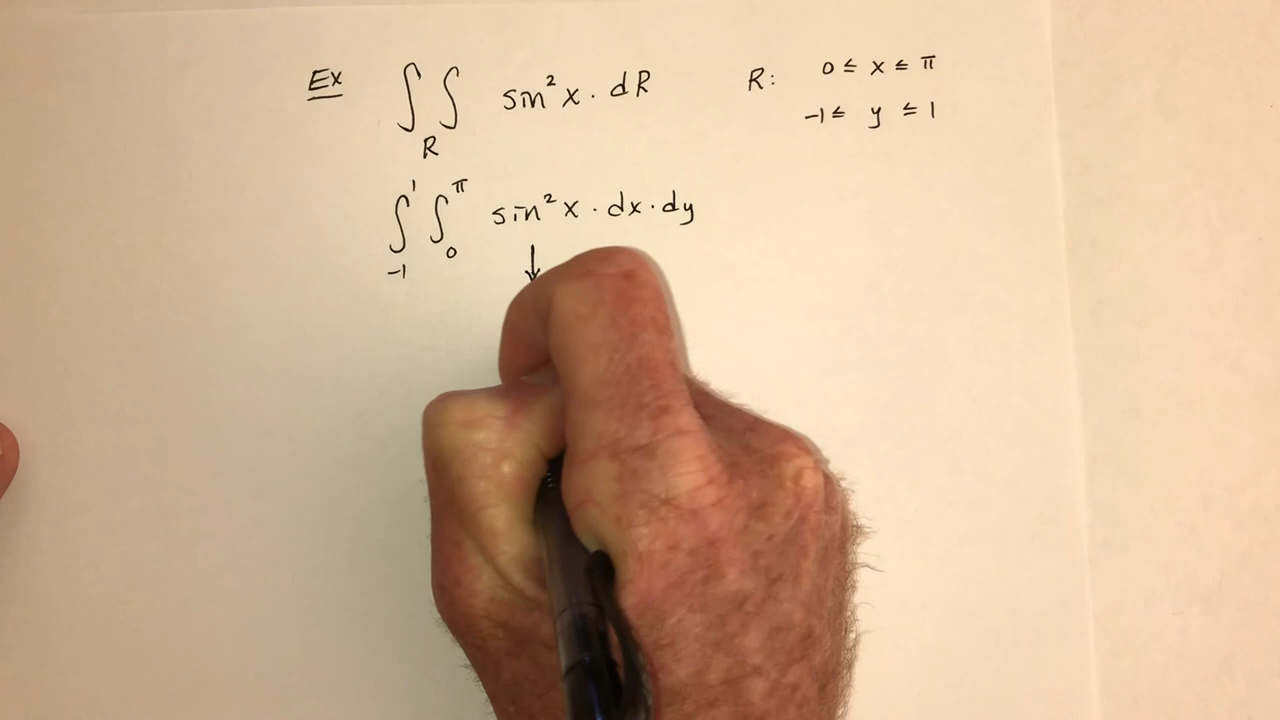 Ex ∫∫_R sin²x · dR R: 0 ≤ x ≤ π
-1 ≤ y ≤ 1
∫_{-1}^{1} ∫_0^π sin²x · dx · dy
↓